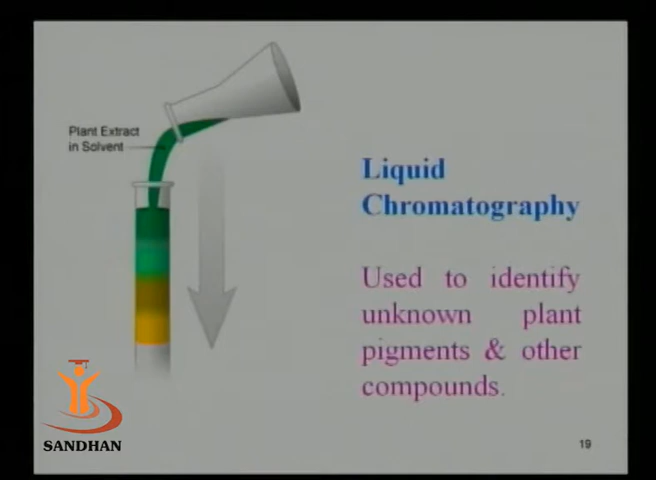 Plant Extract
in Solvent
Liquid
Chromatography
Used to identify
unknown plant
pigments & other
compounds.
SANDHAN
19